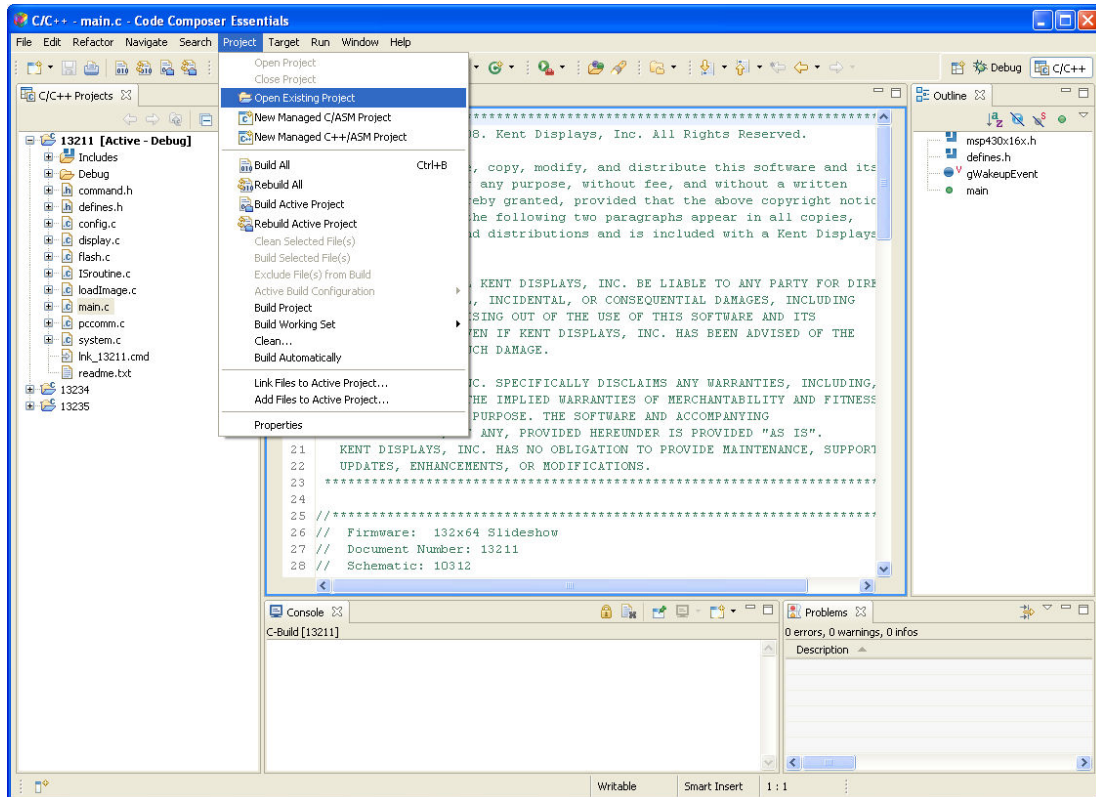 C/C++ - main.c - Code Composer Essentials
File Edit Refactor Navigate Search Project Target Run Window Help
Debug C/C++
C/C++ Projects
13211 [Active - Debug]
Includes
Debug
command.h
defines.h
config.c
display.c
flash.c
ISroutine.c
loadImage.c
main.c
pccomm.c
system.c
lnk_13211.cmd
readme.txt
13234
13235
Open Project
Close Project
Open Existing Project
New Managed C/ASM Project
New Managed C++/ASM Project
Build All Ctrl+B
Rebuild All
Build Active Project
Rebuild Active Project
Clean Selected File(s)
Build Selected File(s)
Exclude File(s) from Build
Active Build Configuration
Build Project
Build Working Set
Clean...
Build Automatically
Link Files to Active Project...
Add Files to Active Project...
Properties
*****************************************************
08. Kent Displays, Inc. All Rights Reserved.
, copy, modify, and distribute this software and its
any purpose, without fee, and without a written
eby granted, provided that the above copyright notic
he following two paragraphs appear in all copies,
nd distributions and is included with a Kent Displays
KENT DISPLAYS, INC. BE LIABLE TO ANY PARTY FOR DIRE
, INCIDENTAL, OR CONSEQUENTIAL DAMAGES, INCLUDING
SING OUT OF THE USE OF THIS SOFTWARE AND ITS
EN IF KENT DISPLAYS, INC. HAS BEEN ADVISED OF THE
UCH DAMAGE.
NC. SPECIFICALLY DISCLAIMS ANY WARRANTIES, INCLUDING,
THE IMPLIED WARRANTIES OF MERCHANTABILITY AND FITNESS
PURPOSE. THE SOFTWARE AND ACCOMPANYING
ANY, PROVIDED HEREUNDER IS PROVIDED "AS IS".
21 KENT DISPLAYS, INC. HAS NO OBLIGATION TO PROVIDE MAINTENANCE, SUPPORT
22 UPDATES, ENHANCEMENTS, OR MODIFICATIONS.
23 **********************************************************************
24
25 //*********************************************************************
26 // Firmware: 132x64 Slideshow
27 // Document Number: 13211
28 // Schematic: 10312
Outline
msp430x16x.h
defines.h
gWakeupEvent
main
Console
C-Build [13211]
Problems
0 errors, 0 warnings, 0 infos
Description
Writable Smart Insert 1 : 1